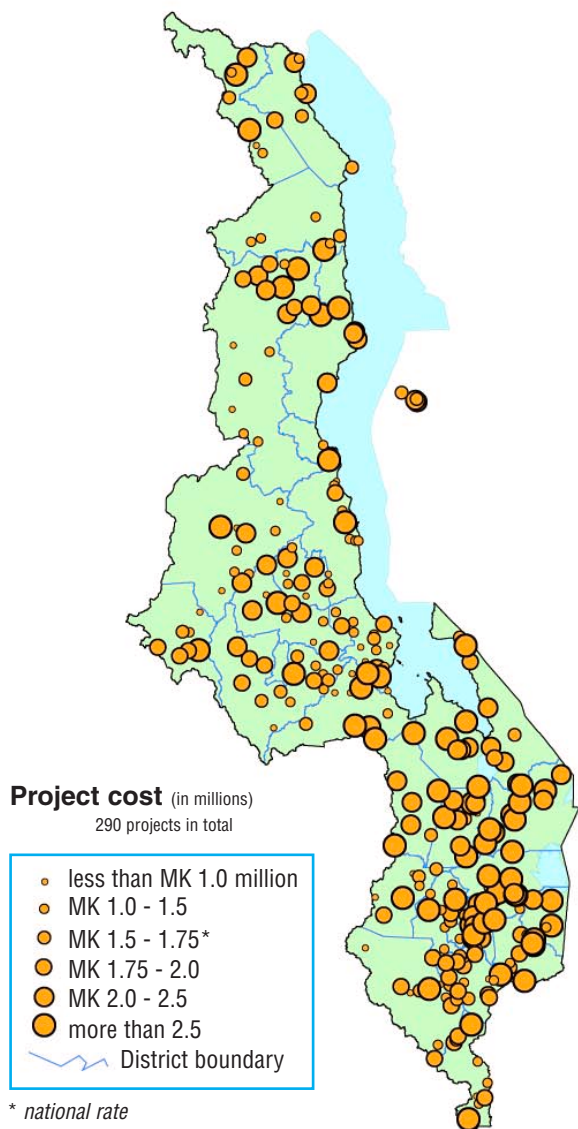 Project cost (in millions)
290 projects in total
less than MK 1.0 million
MK 1.0 - 1.5
MK 1.5 - 1.75*
MK 1.75 - 2.0
MK 2.0 - 2.5
more than 2.5
District boundary
* national rate